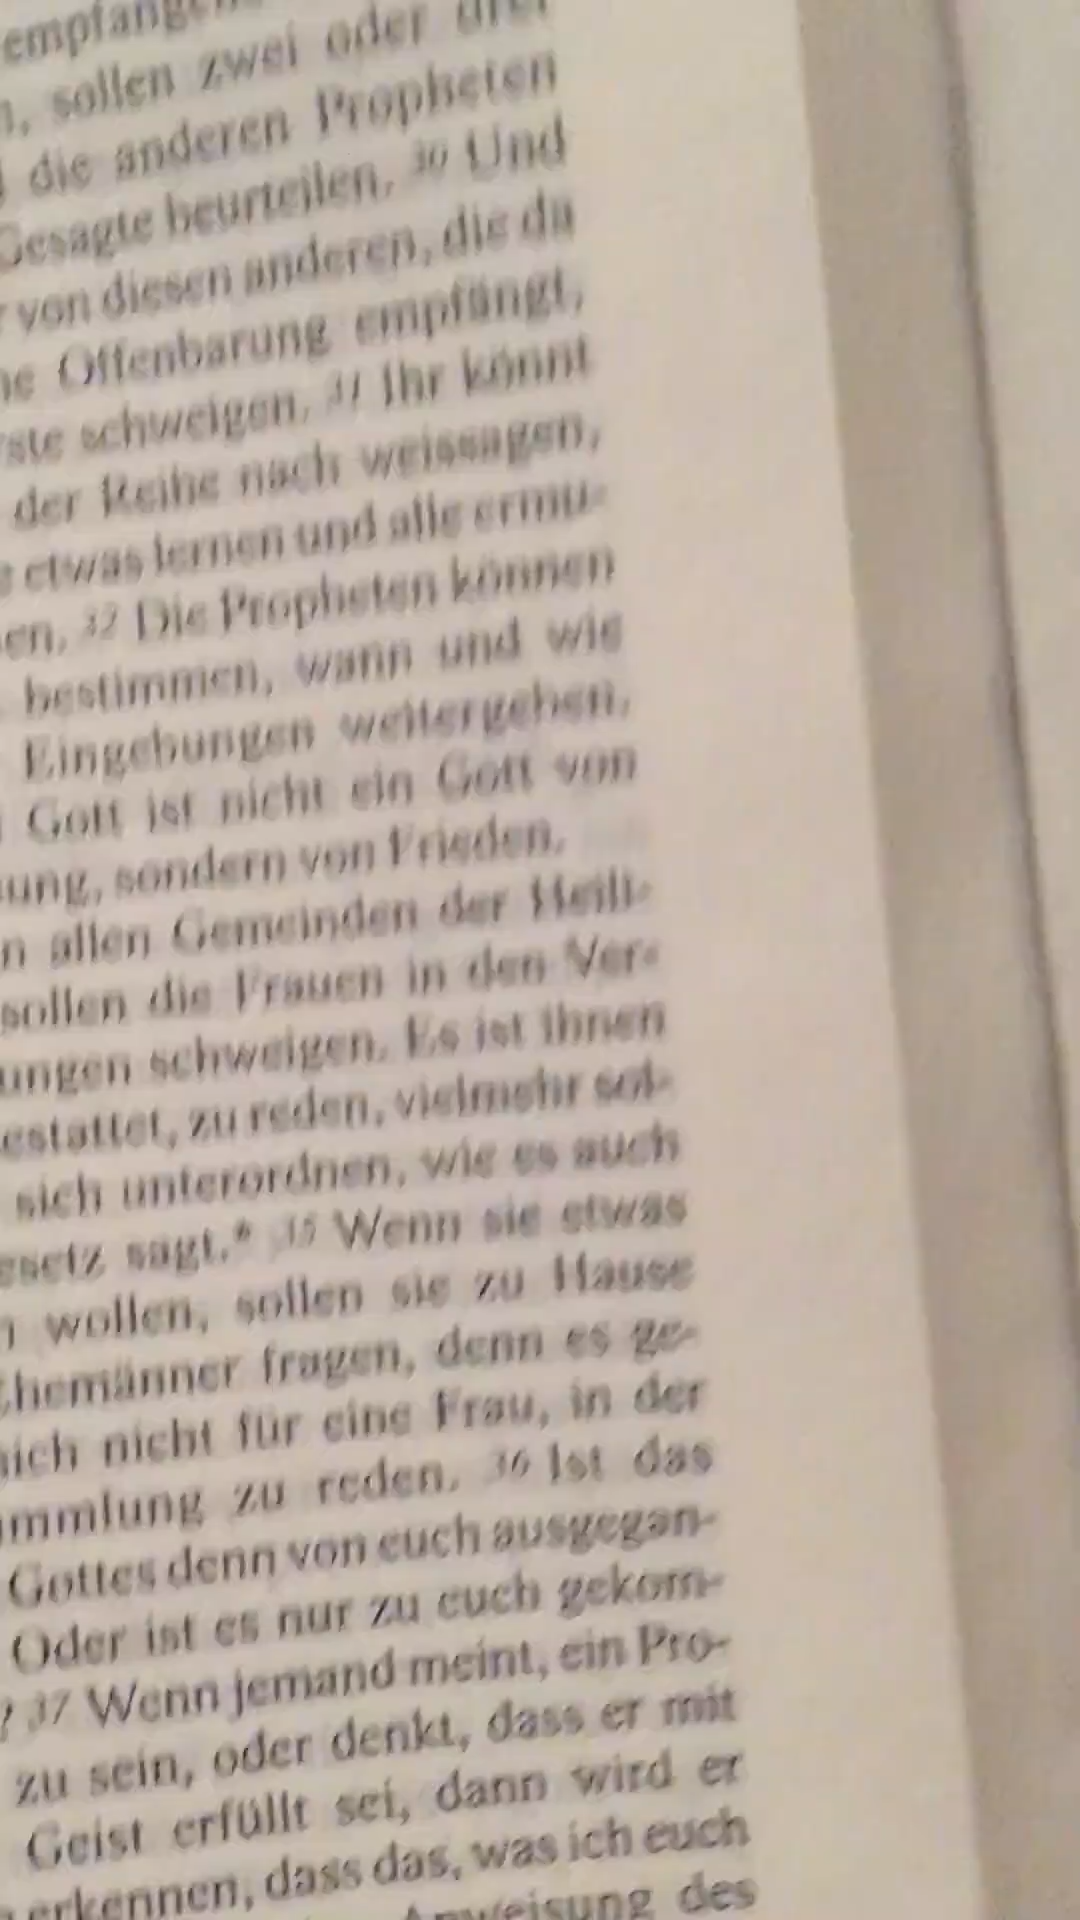 empfangene
sollen zwei oder drei
die anderen Propheten
Gesagte beurteilen. 30 Und
von diesen anderen, die da
Offenbarung empfängt,
schweigen. 31 Ihr könnt
der Reihe nach weissagen,
etwas lernen und alle ermu-
32 Die Propheten können
bestimmen, wann und wie
Eingebungen weitergeben,
Gott ist nicht ein Gott von
sondern von Frieden.
allen Gemeinden der Heili-
sollen die Frauen in den Ver-
ungen schweigen. Es ist ihnen
estattet, zu reden, vielmehr sol-
sich unterordnen, wie es auch
esetz sagt.* 35 Wenn sie etwas
wollen, sollen sie zu Hause
Ehemänner fragen, denn es ge-
nicht für eine Frau, in der
mmlung zu reden. 36 Ist das
Gottes denn von euch ausgegan-
Oder ist es nur zu euch gekom-
? 37 Wenn jemand meint, ein Pro-
zu sein, oder denkt, dass er mit
Geist erfüllt sei, dann wird er
erkennen, dass das, was ich euch
Anweisung des